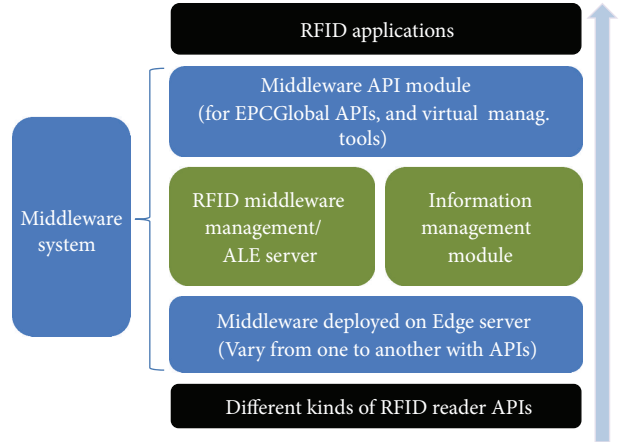 RFID applications
Middleware API module
(for EPCGlobal APIs, and virtual manag.
tools)
Middleware
system
RFID middleware
management/
ALE server
Information
management
module
Middleware deployed on Edge server
(Vary from one to another with APIs)
Different kinds of RFID reader APIs